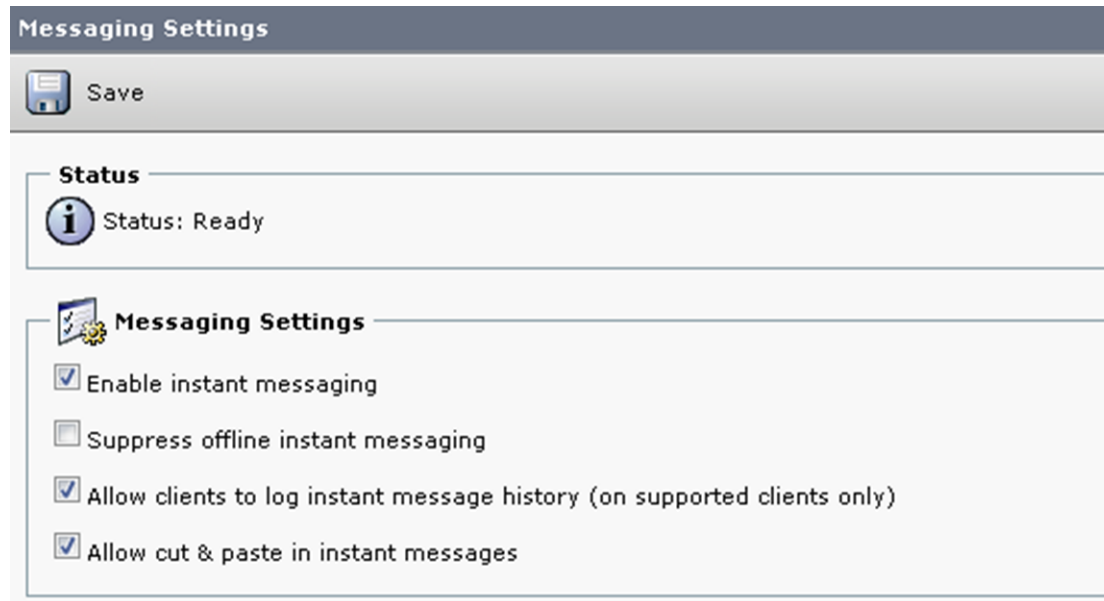 Messaging Settings
Save
Status
Status: Ready
Messaging Settings
Enable instant messaging
Suppress offline instant messaging
Allow clients to log instant message history (on supported clients only)
Allow cut & paste in instant messages